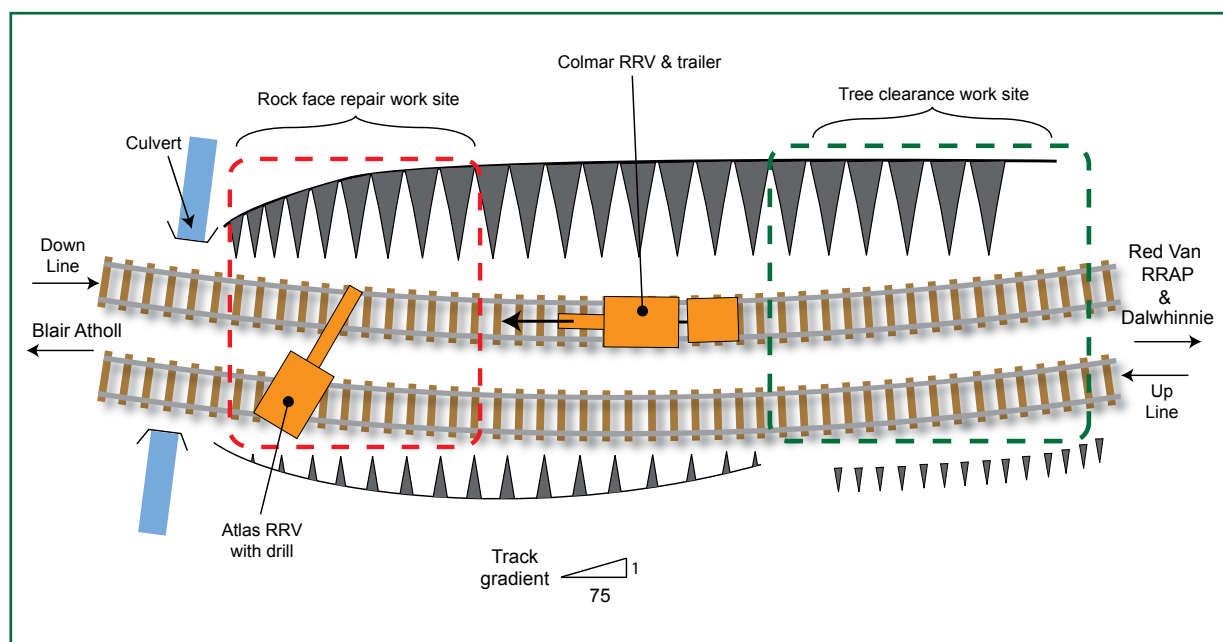 Colmar RRV & trailer
Rock face repair work site
Tree clearance work site
Culvert
Down
Line
Red Van
RRAP
&
Dalwhinnie
Blair Atholl
Up
Line
Atlas RRV
with drill
Track
gradient
1
75